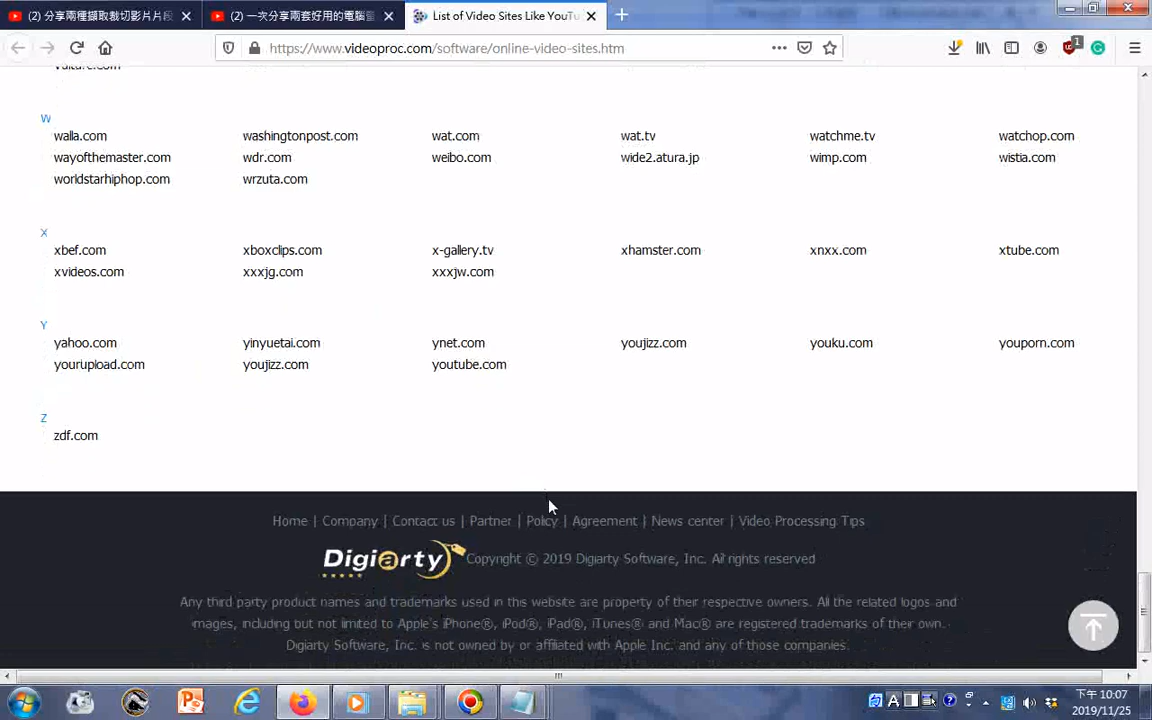 (2) 分享兩種擷取裁切影片片段
(2) 一次分享兩套好用的電腦
List of Video Sites Like YouTu
https://www.videoproc.com/software/online-video-sites.htm
1
vulture.com
W
walla.com washingtonpost.com wat.com wat.tv watchme.tv watchop.com
wayofthemaster.com wdr.com weibo.com wide2.atura.jp wimp.com wistia.com
worldstarhiphop.com wrzuta.com
X
xbef.com xboxclips.com x-gallery.tv xhamster.com xnxx.com xtube.com
xvideos.com xxxjg.com xxxjw.com
Y
yahoo.com yinyuetai.com ynet.com youjizz.com youku.com youporn.com
yourupload.com youjizz.com youtube.com
Z
zdf.com
Home | Company | Contact us | Partner | Policy | Agreement | News center | Video Processing Tips
Digiarty Copyright © 2019 Digiarty Software, Inc. All rights reserved
Any third party product names and trademarks used in this website are property of their respective owners. All the related logos and
images, including but not limited to Apple's iPhone®, iPod®, iPad®, iTunes® and Mac® are registered trademarks of their own.
Digiarty Software, Inc. is not owned by or affiliated with Apple Inc. and any of those companies.
A
下午 10:07
2019/11/25